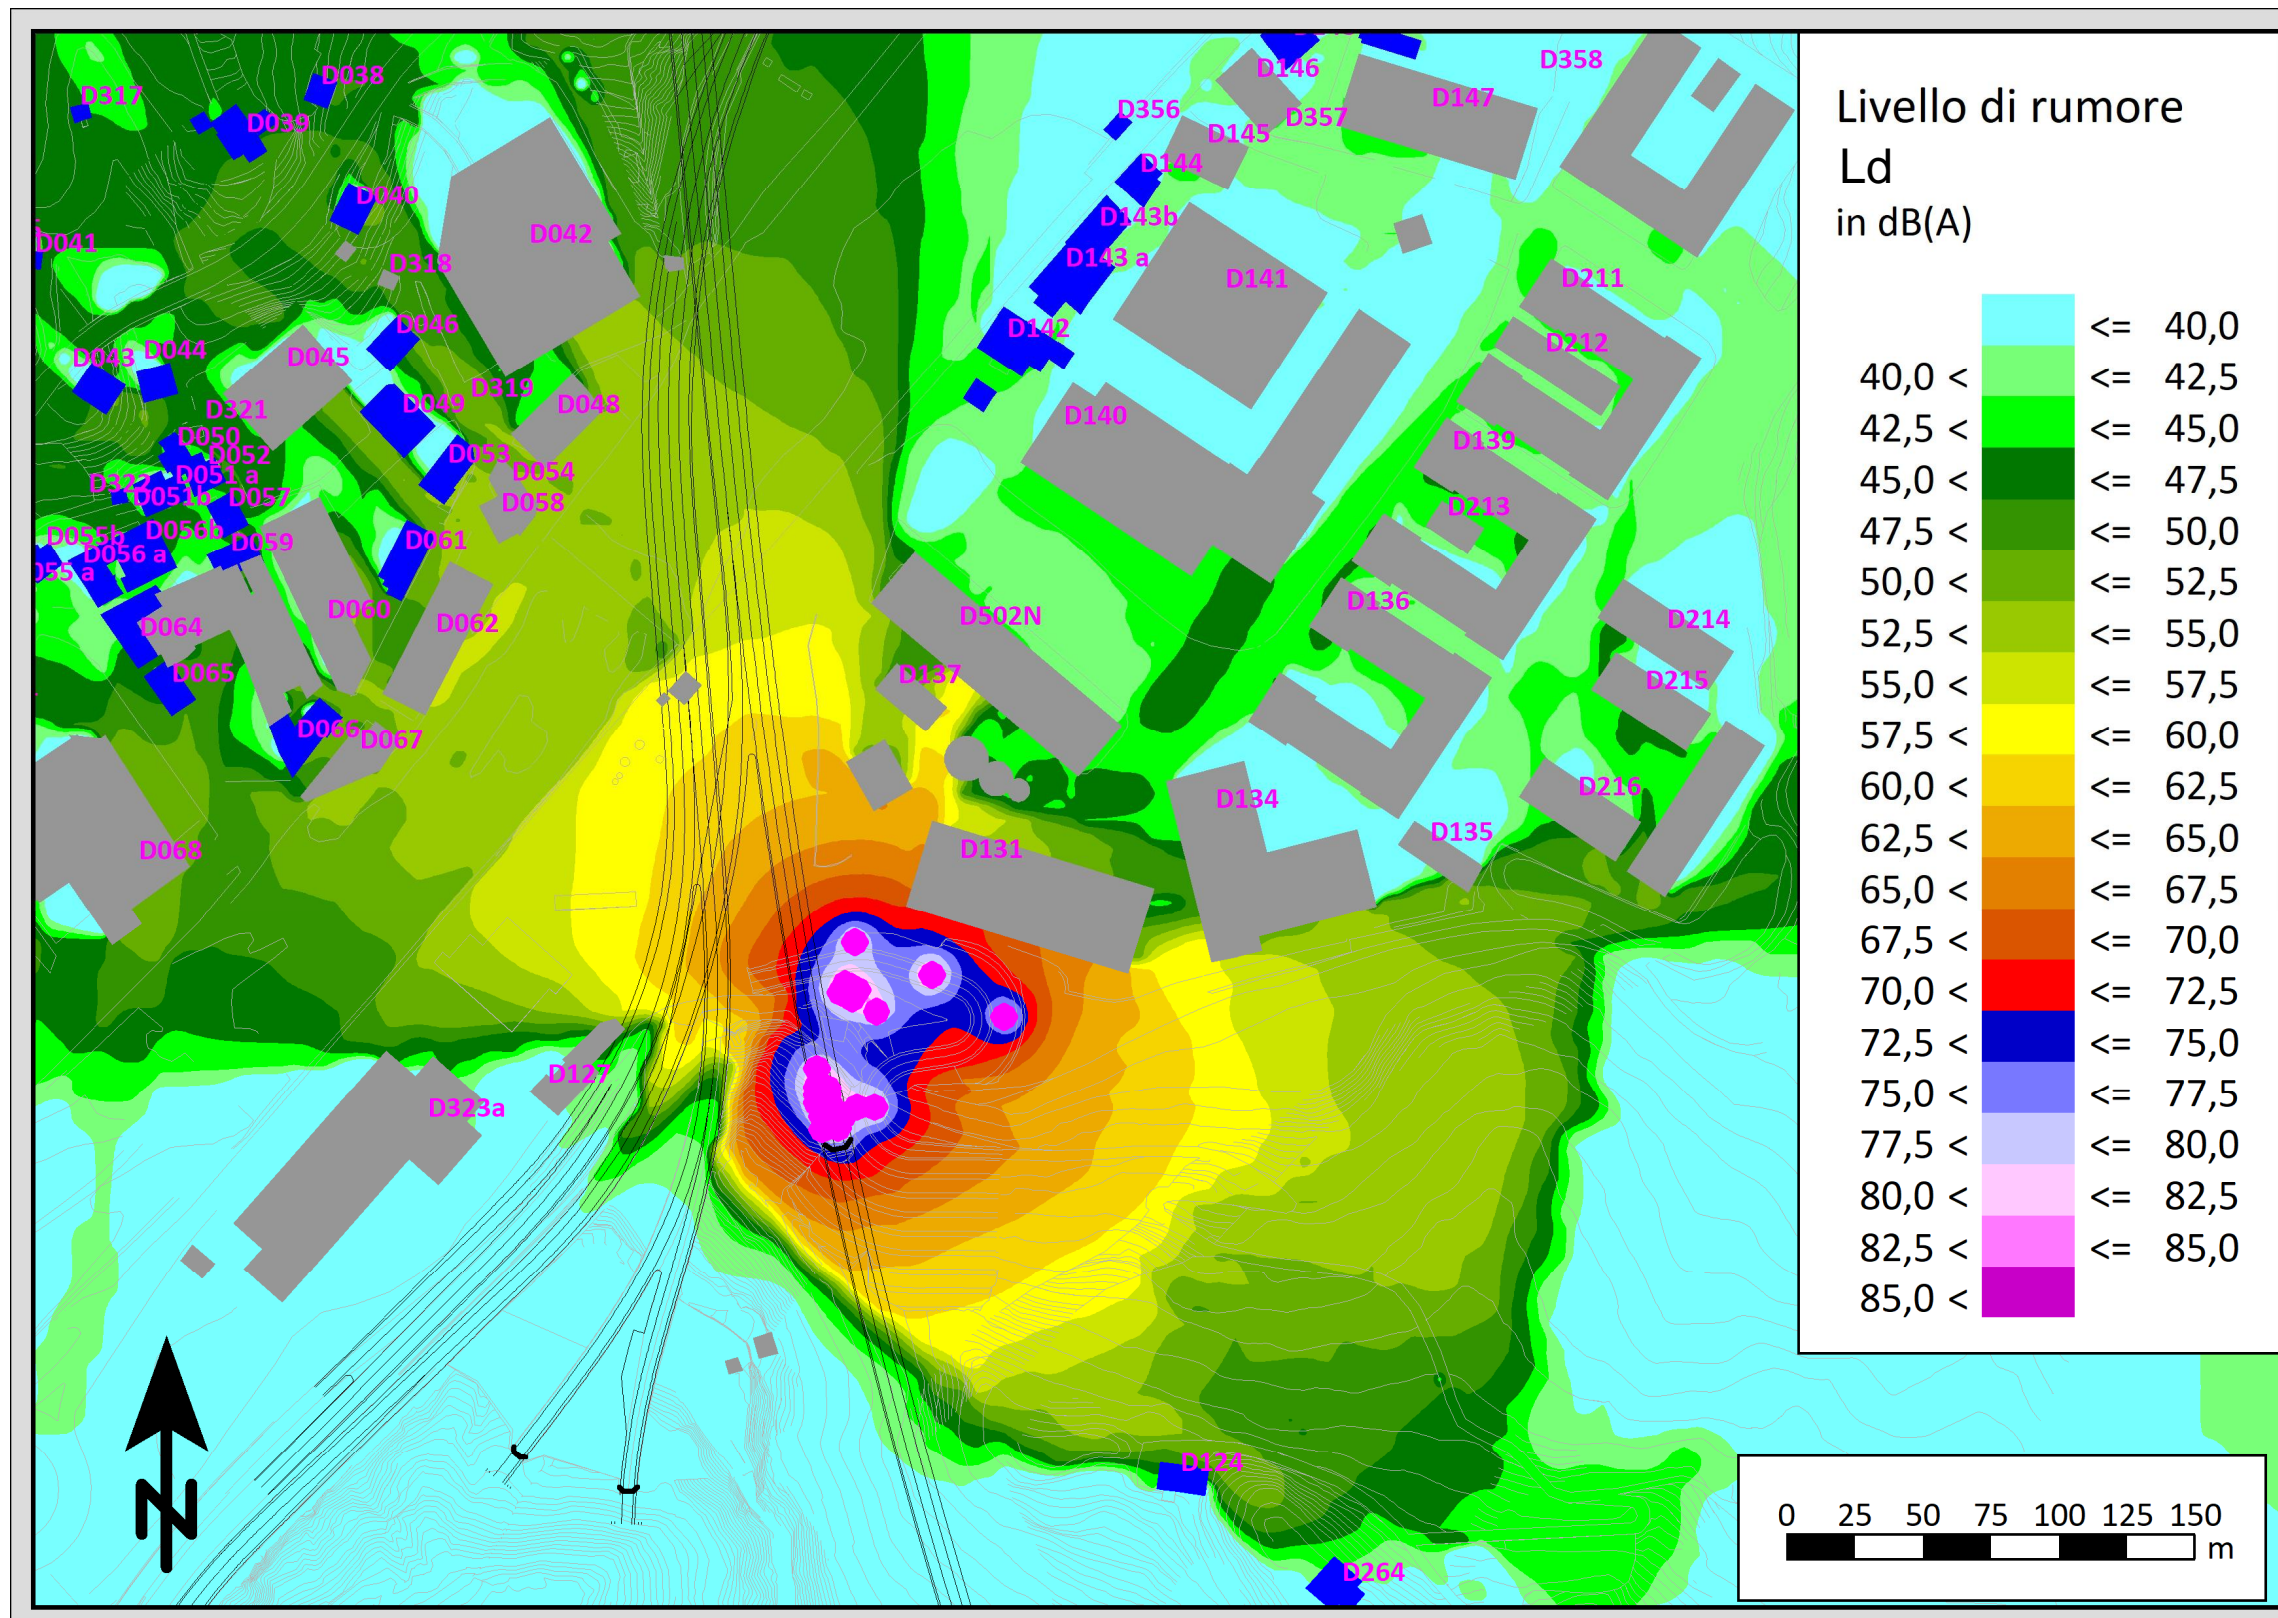 D038
D317
D039
D040
D041
D042
D318
D043
D044
D045
D046
D319
D048
D049
D321
D050
D052
D051 a
D322
D051b
D057
D053
D054
D058
D055b
D056b
D056 a
D059
D061
055 a
D060
D062
D064
D065
D066
D067
D068
D146
D356
D357
D145
D144
D143b
D143 a
D142
D141
D140
D147
D358
D211
D212
D139
D213
D136
D502N
D137
D214
D215
D216
D134
D135
D131
D127
D323a
D124
D264
N
Livello di rumore
Ld
in dB(A)
<= 40,0
40,0 < <= 42,5
42,5 < <= 45,0
45,0 < <= 47,5
47,5 < <= 50,0
50,0 < <= 52,5
52,5 < <= 55,0
55,0 < <= 57,5
57,5 < <= 60,0
60,0 < <= 62,5
62,5 < <= 65,0
65,0 < <= 67,5
67,5 < <= 70,0
70,0 < <= 72,5
72,5 < <= 75,0
75,0 < <= 77,5
77,5 < <= 80,0
80,0 < <= 82,5
82,5 < <= 85,0
85,0 <
0 25 50 75 100 125 150
m